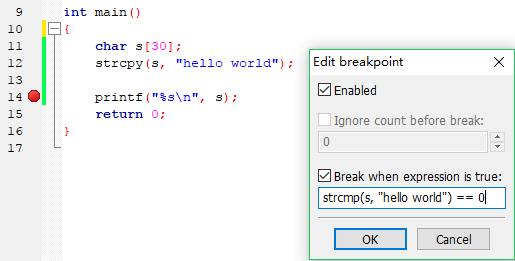 9 int main()
10 {
11 char s[30];
12 strcpy(s, "hello world");
13
14 printf("%s\n", s);
15 return 0;
16 }
17
Edit breakpoint
Enabled
Ignore count before break:
0
Break when expression is true:
strcmp(s, "hello world") == 0
OK Cancel